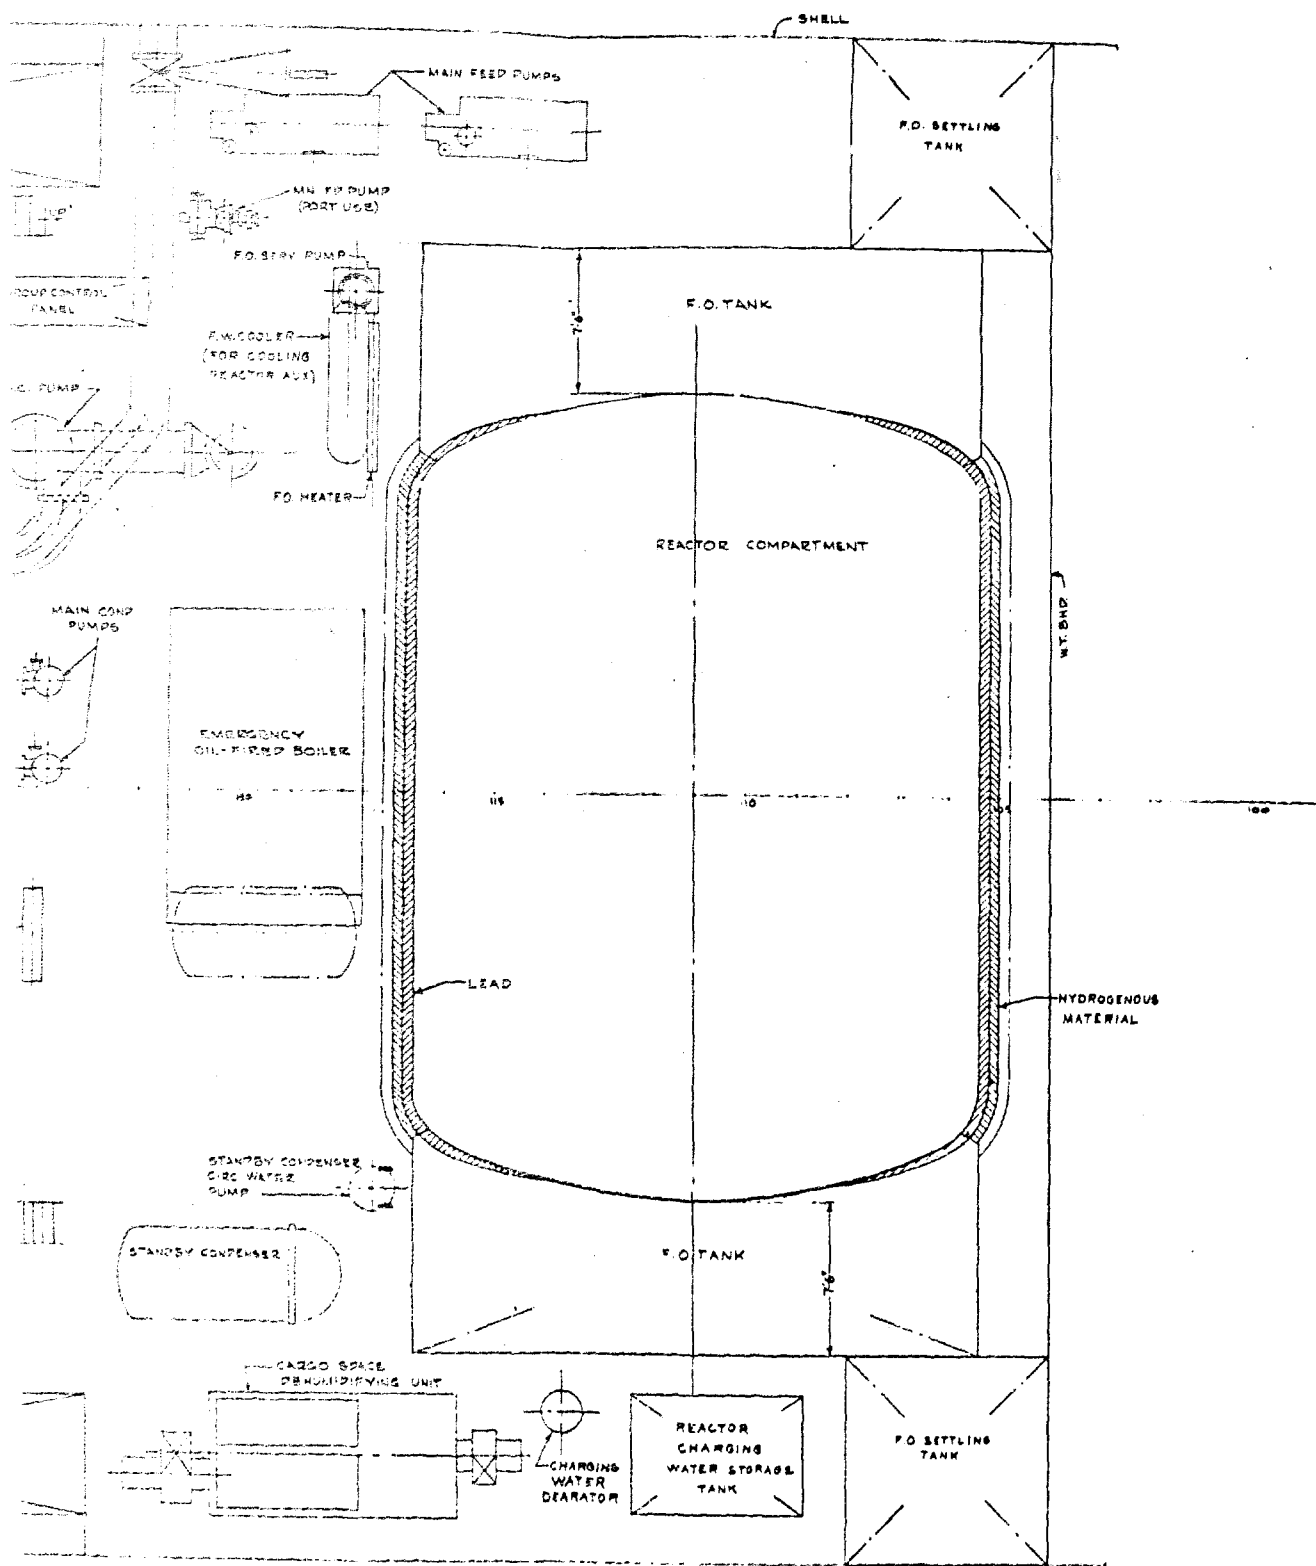 SHELL
MAIN FEED PUMPS
F.O. SETTLING
TANK
(PORT USE)
F.O. SERV PUMP
F.O. TANK
7'6"
GROUP CONTROL
PANEL
F.W. COOLER
(FOR COOLING
REACTOR AUX)
PUMP
F.O. HEATER
REACTOR COMPARTMENT
W.T. BHD.
MAIN COND
PUMPS
EMERGENCY
OIL-FIRED BOILER
120
115
110
105
100
LEAD
HYDROGENOUS
MATERIAL
STANDBY CONDENSER
CIRC WATER
PUMP
STANDBY CONDENSER
F.O. TANK
7'6"
CARGO SPACE
DEHUMIDIFYING UNIT
CHARGING
WATER
DEARATOR
REACTOR
CHARGING
WATER STORAGE
TANK
F.O. SETTLING
TANK